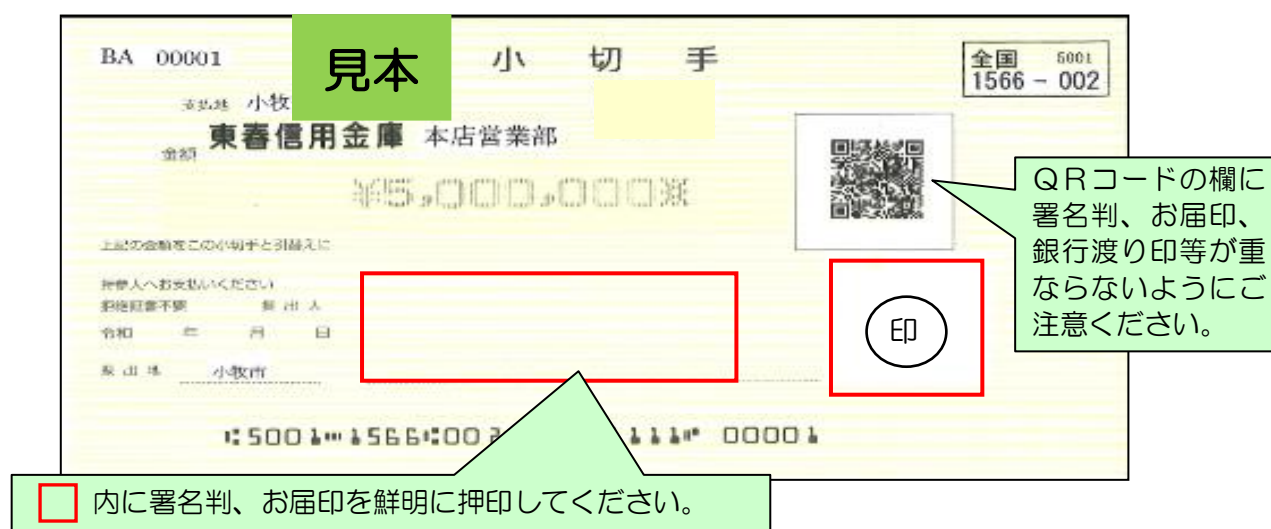 BA 00001
見本
小切手
全国 5001
1566 - 002
支払地 小牧
東春信用金庫 本店営業部
金額
¥5,000,000※
上記の金額をこの小切手と引替えに
持参人へお支払いください
拒絶証書不要 振出人
令和 年 月 日
振出地 小牧市
印
QRコードの欄に
署名判、お届印、
銀行渡り印等が重
ならないようにご
注意ください。
⑆5001⑉1566⑆00
111⑈ 00001
内に署名判、お届印を鮮明に押印してください。